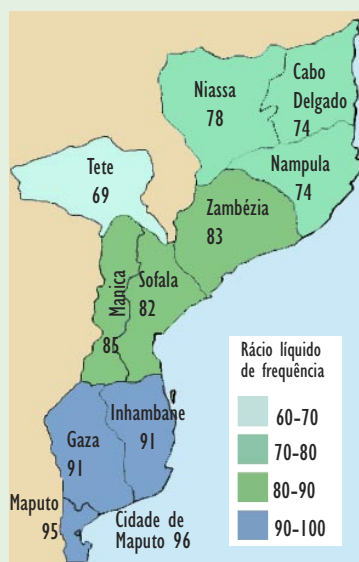 Niassa
78
Cabo
Delgado
74
Nampula
74
Tete
69
Zambézia
83
Manica
85
Sofala
82
Rácio líquido
de frequência
60-70
70-80
80-90
90-100
Inhambane
91
Gaza
91
Maputo
95
Cidade de
Maputo 96